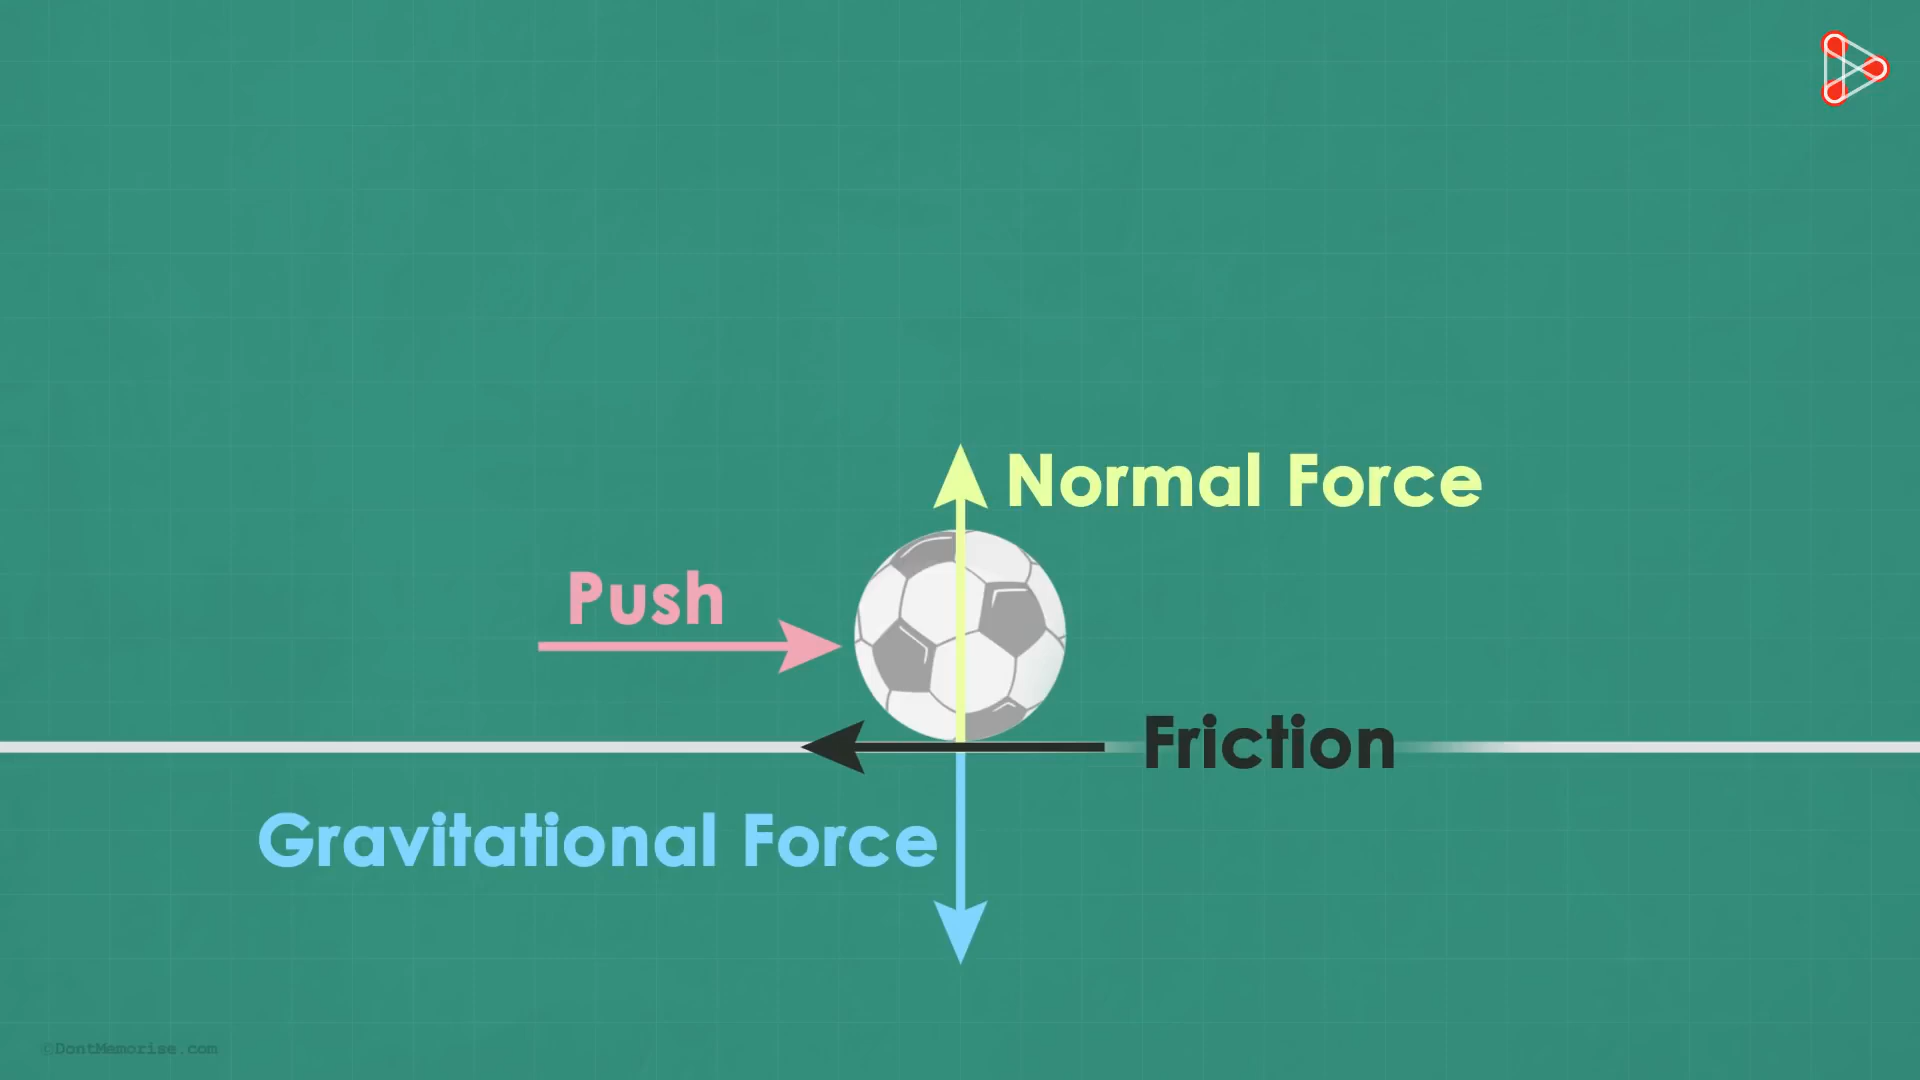 Normal Force
Push
Friction
Gravitational Force
©DontMemorise.com